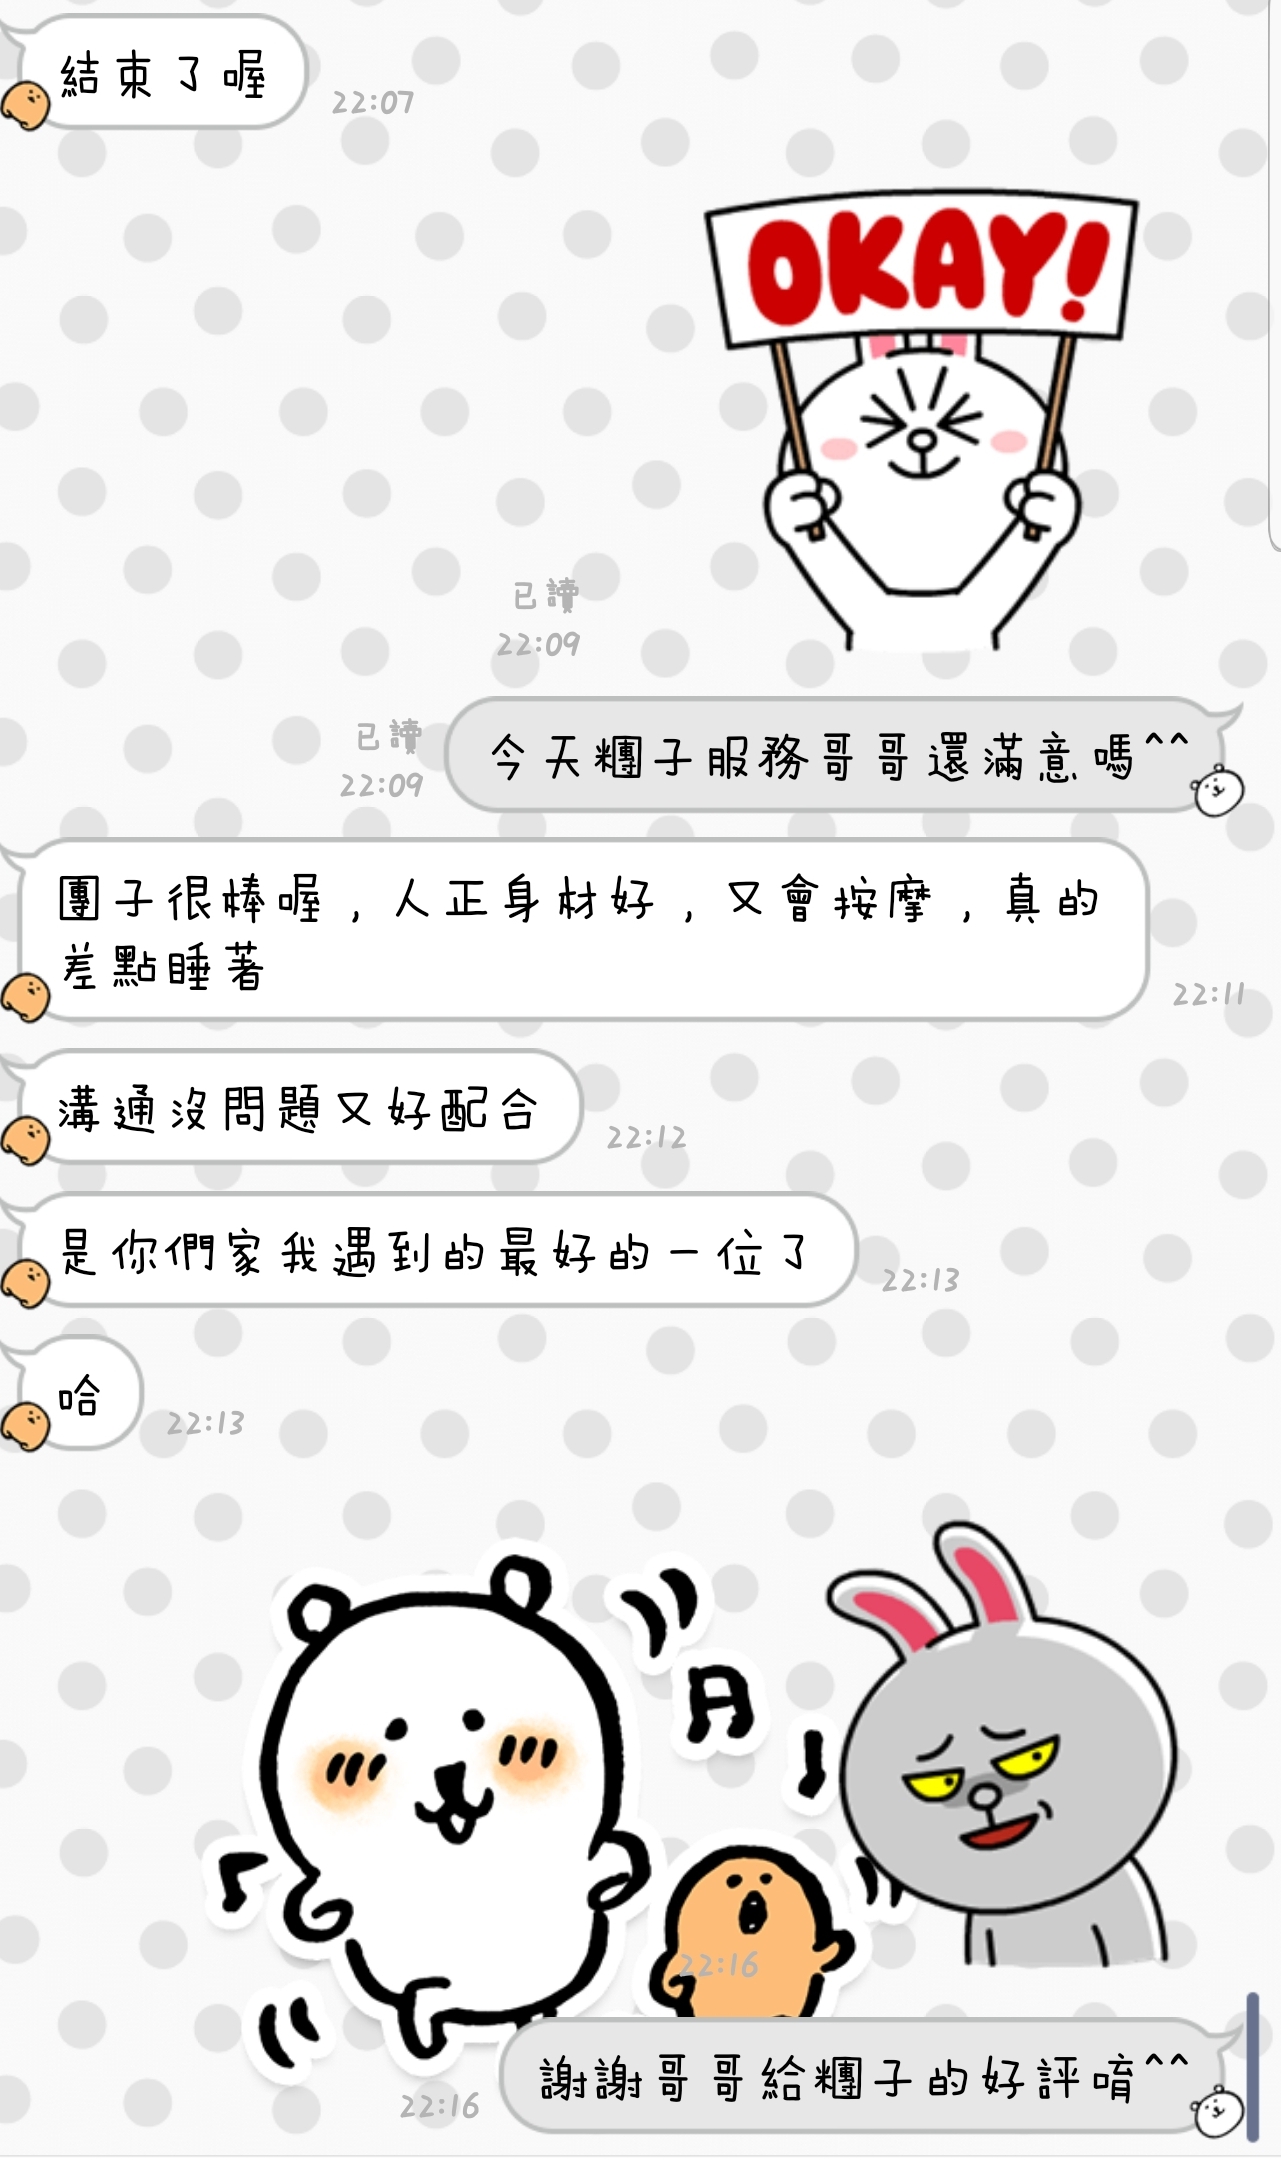 結束了喔
22:07
OKAY!
已讀
22:09
已讀
22:09
今天糰子服務哥哥還滿意嗎^^
團子很棒喔，人正身材好，又會按摩，真的
差點睡著
22:11
溝通沒問題又好配合
22:12
是你們家我遇到的最好的一位了
22:13
哈
22:13
22:16
謝謝哥哥給糰子的好評唷^^
22:16